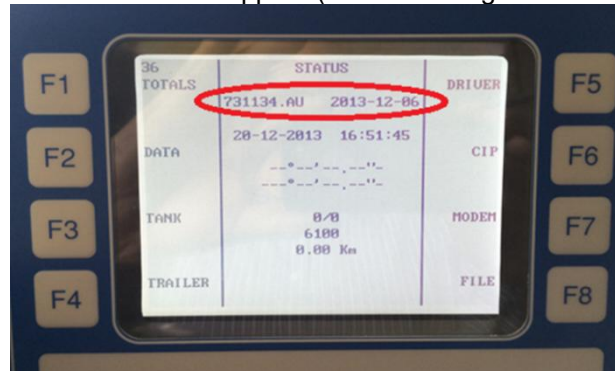 36
STATUS
TOTALS
DRIVER
731134.AU 2013-12-06
20-12-2013 16:51:45
DATA
CIP
--°--'--.--"-
---°--'--.--"-
TANK
0/0
MODEM
6100
0.00 Km
TRAILER
FILE
F1
F2
F3
F4
F5
F6
F7
F8